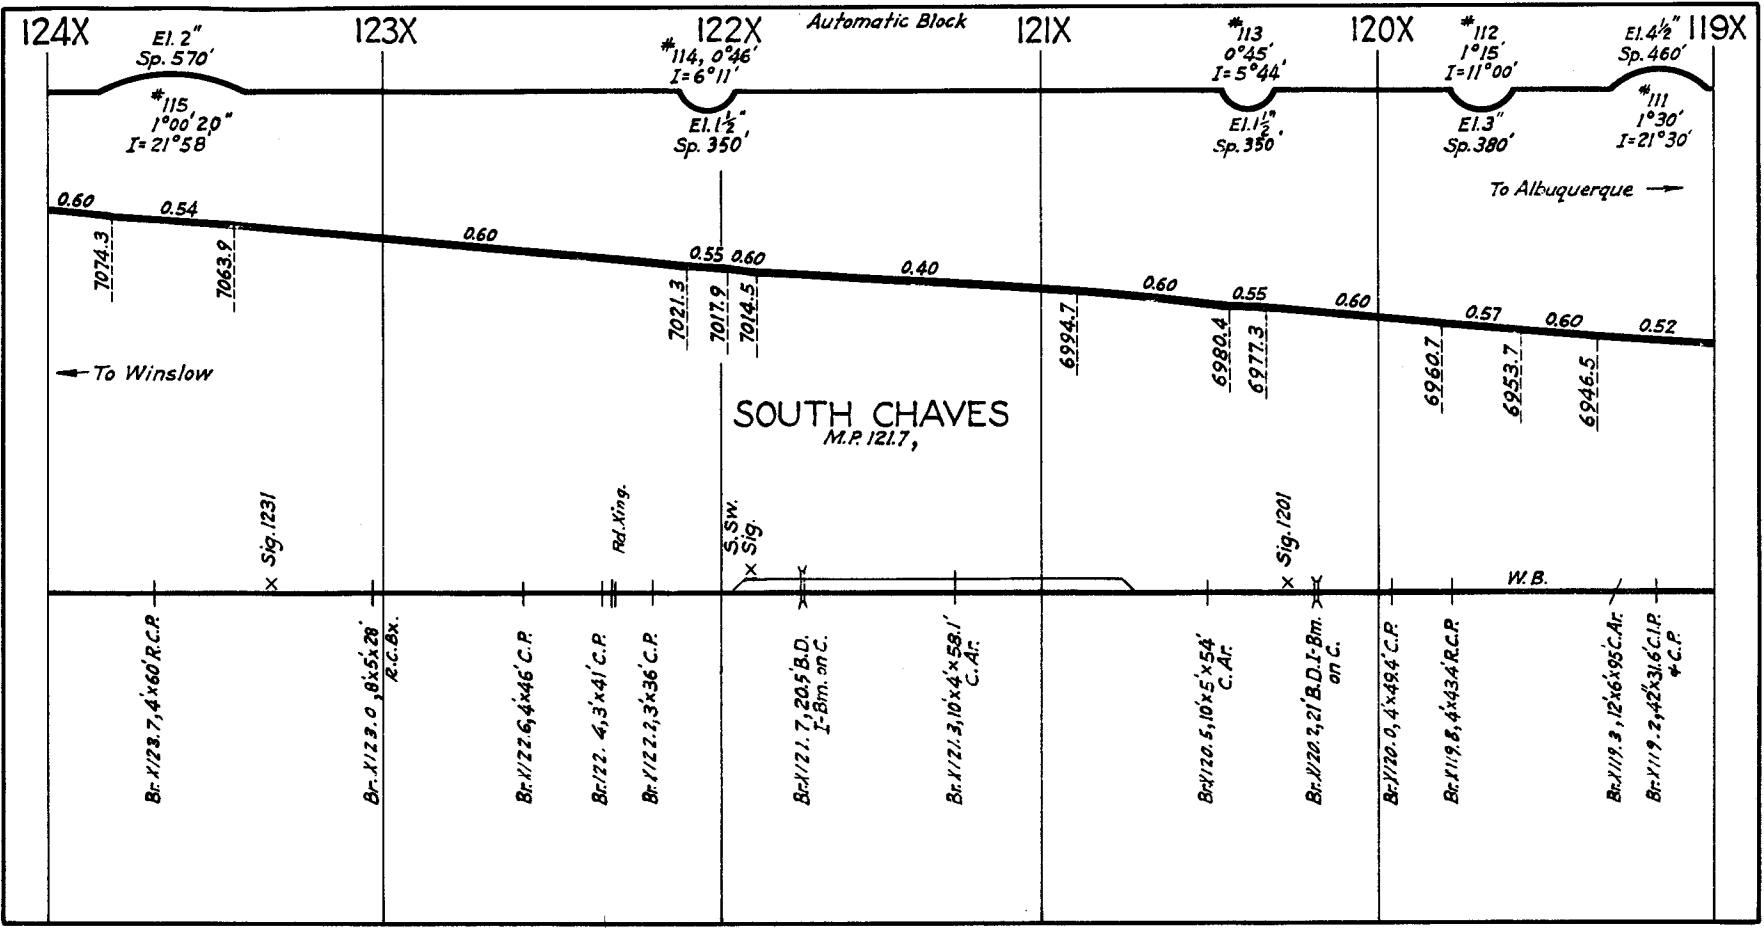 124X
123X
122X
Automatic Block
121X
120X
119X
El. 2"
Sp. 570'
#115
1°00'20"
I=21°58'
#114, 0°46'
I=6°11'
El. 1½"
Sp. 350'
#113
0°45'
I=5°44'
El. 1½"
Sp. 350'
#112
1°15'
I=11°00'
El. 3"
Sp. 380'
El. 4½"
Sp. 460'
#111
1°30'
I=21°30'
To Albuquerque →
0.60
0.54
0.60
0.55
0.60
0.40
0.60
0.55
0.60
0.57
0.60
0.52
7074.3
7063.9
7021.3
7017.9
7014.5
6994.7
6980.4
6977.3
6960.7
6953.7
6946.5
← To Winslow
SOUTH CHAVES
M.P. 121.7,
Sig. 1231
Rd. Xing.
S. SW.
Sig.
Sig. 1201
W. B.
Br. X123.7, 4'x60' R.C.P.
Br. X123.0, 8'x5'x28'
R.C. Bx.
Br. X122.6, 4'x46' C.P.
Br. 122.4, 3'x41' C.P.
Br. X122.2, 3'x36' C.P.
Br. X121.7, 20.5' B.D.
I-Bm. on C.
Br. X121.3, 10'x4'x58.1'
C. Ar.
Br. X120.5, 10'x5'x54'
C. Ar.
Br. X120.2, 21' B.D. I-Bm.
on C.
Br. X120.0, 4'x49.4' C.P.
Br. X119.8, 4'x43.4' R.C.P.
Br. X119.3, 12'x6'x95' C. Ar.
Br. X119.2, 42"x31.6' C.I.P.
& C.P.